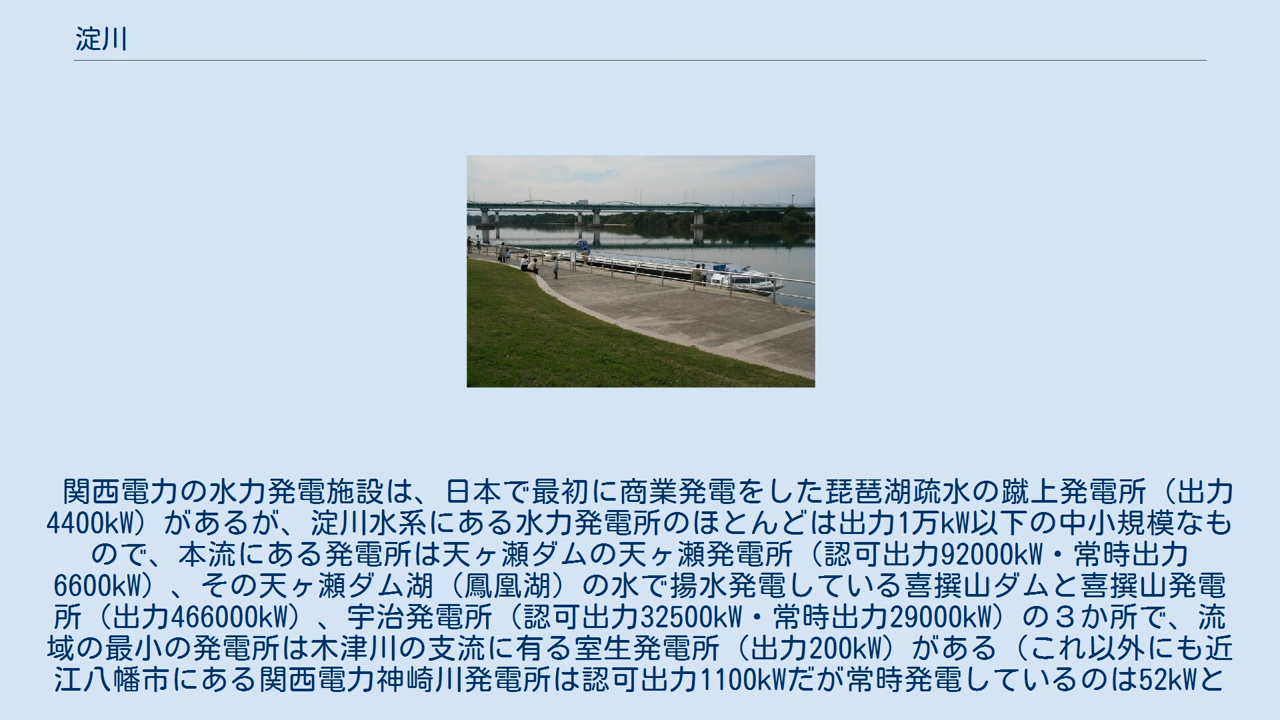 淀川
関西電力の水力発電施設は、日本で最初に商業発電をした琵琶湖疏水の蹴上発電所（出力
4400kW）があるが、淀川水系にある水力発電所のほとんどは出力1万kW以下の中小規模なも
ので、本流にある発電所は天ヶ瀬ダムの天ヶ瀬発電所（認可出力92000kW・常時出力
6600kW）、その天ヶ瀬ダム湖（鳳凰湖）の水で揚水発電している喜撰山ダムと喜撰山発電
所（出力466000kW）、宇治発電所（認可出力32500kW・常時出力29000kW）の３か所で、流
域の最小の発電所は木津川の支流に有る室生発電所（出力200kW）がある（これ以外にも近
江八幡市にある関西電力神崎川発電所は認可出力1100kWだが常時発電しているのは52kWと